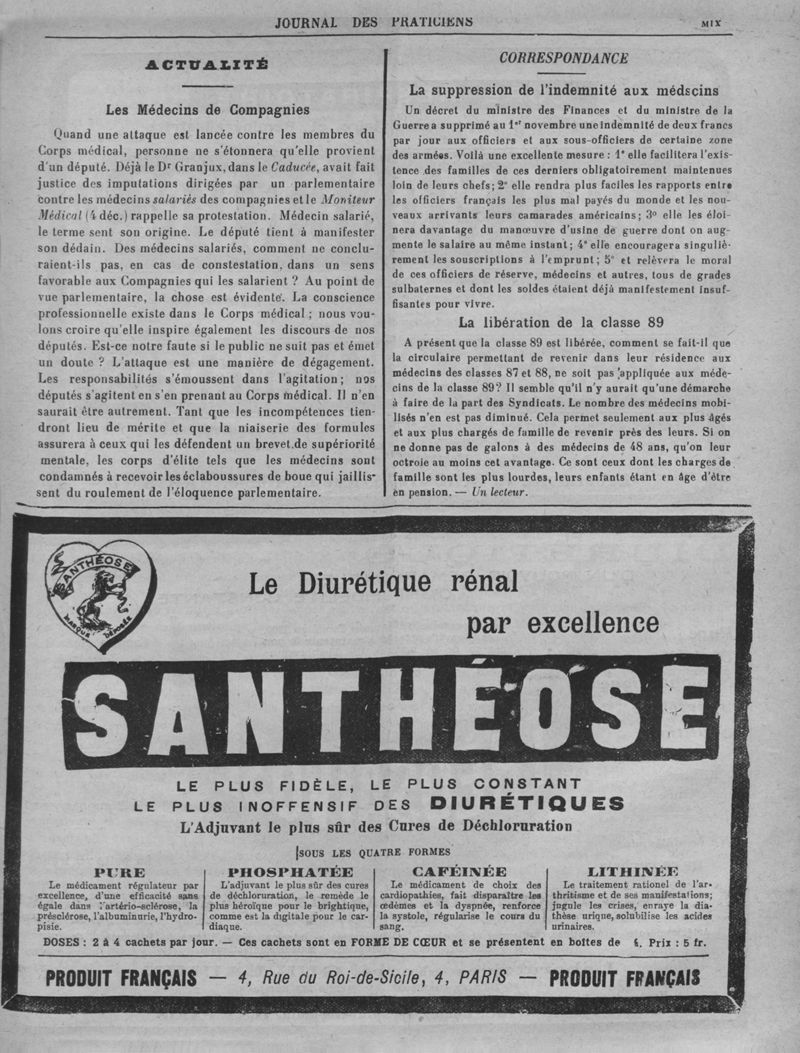 JOURNAL DES PRATICIENS
MIX
ACTUALITÉ
Les Médecins de Compagnies
Quand une attaque est lancée contre les membres du
Corps médical, personne ne s'étonnera qu'elle provient
d'un député. Déjà le Dr Granjux, dans le Caducée, avait fait
justice des imputations dirigées par un parlementaire
contre les médecins salariés des compagnies et le Moniteur
Médical (4 déc.) rappelle sa protestation. Médecin salarié,
le terme sent son origine. Le député tient à manifester
son dédain. Des médecins salariés, comment ne conclu-
raient-ils pas, en cas de constestation, dans un sens
favorable aux Compagnies qui les salarient ? Au point de
vue parlementaire, la chose est évidente. La conscience
professionnelle existe dans le Corps médical ; nous vou-
lons croire qu'elle inspire également les discours de nos
députés. Est-ce notre faute si le public ne suit pas et émet
un doute ? L'attaque est une manière de dégagement.
Les responsabilités s'émoussent dans l'agitation ; nos
députés s'agitent en s'en prenant au Corps médical. Il n'en
saurait être autrement. Tant que les incompétences tien-
dront lieu de mérite et que la niaiserie des formules
assurera à ceux qui les défendent un brevet.de supériorité
mentale, les corps d'élite tels que les médecins sont
condamnés à recevoir les éclaboussures de boue qui jaillis-
sent du roulement de l'éloquence parlementaire.
CORRESPONDANCE
La suppression de l'indemnité aux médecins
Un décret du ministre des Finances et du ministre de la
Guerre a supprimé au 1er novembre une indemnité de deux francs
par jour aux officiers et aux sous-officiers de certaine zone
des armées. Voilà une excellente mesure : 1° elle facilitera l'exis-
tence des familles de ces derniers obligatoirement maintenues
loin de leurs chefs; 2° elle rendra plus faciles les rapports entre
les officiers français les plus mal payés du monde et les nou-
veaux arrivants leurs camarades américains; 3° elle les éloi-
nera davantage du manœuvre d'usine de guerre dont on aug-
mente le salaire au même instant; 4° elle encouragera singuliè-
rement les souscriptions à l'emprunt; 5° et relèvera le moral
de ces officiers de réserve, médecins et autres, tous de grades
sulbaternes et dont les soldes étaient déjà manifestement insuf-
fisantes pour vivre.
La libération de la classe 89
A présent que la classe 89 est libérée, comment se fait-il que
la circulaire permettant de revenir dans leur résidence aux
médecins des classes 87 et 88, ne soit pas appliquée aux méde-
cins de la classe 89? Il semble qu'il n'y aurait qu'une démarche
à faire de la part des Syndicats. Le nombre des médecins mobi-
lisés n'en est pas diminué. Cela permet seulement aux plus âgés
et aux plus chargés de famille de revenir près des leurs. Si on
ne donne pas de galons à des médecins de 48 ans, qu'on leur
octroie au moins cet avantage. Ce sont ceux dont les charges de
famille sont les plus lourdes, leurs enfants étant en âge d'être
en pension. — Un lecteur.
SANTHÉOSE
MARQUE DÉPOSÉE
Le Diurétique rénal
par excellence
SANTHÉOSE
LE PLUS FIDÈLE, LE PLUS CONSTANT
LE PLUS INOFFENSIF DES DIURÉTIQUES
L'Adjuvant le plus sûr des Cures de Déchloruration
SOUS LES QUATRE FORMES
PURE
Le médicament régulateur par
excellence, d'une efficacité sans
égale dans l'artério-sclérose, la
présclérose, l'albuminurie, l'hydro-
pisie.
PHOSPHATÉE
L'adjuvant le plus sûr des cures
de déchloruration, le remède le
plus héroïque pour le brightique,
comme est la digitale pour le car-
diaque.
CAFÉINÉE
Le médicament de choix des
cardiopathies, fait disparaître les
œdèmes et la dyspnée, renforce
la systole, régularise le cours du
sang.
LITHINÉE
Le traitement rationel de l'ar-
thritisme et de ses manifestations;
jugule les crises, enraye la dia-
thèse urique, solubilise les acides
urinaires.
DOSES : 2 à 4 cachets par jour. — Ces cachets sont en FORME DE CŒUR et se présentent en boîtes de 4. Prix : 5 fr.
PRODUIT FRANÇAIS — 4, Rue du Roi-de-Sicile, 4, PARIS — PRODUIT FRANÇAIS